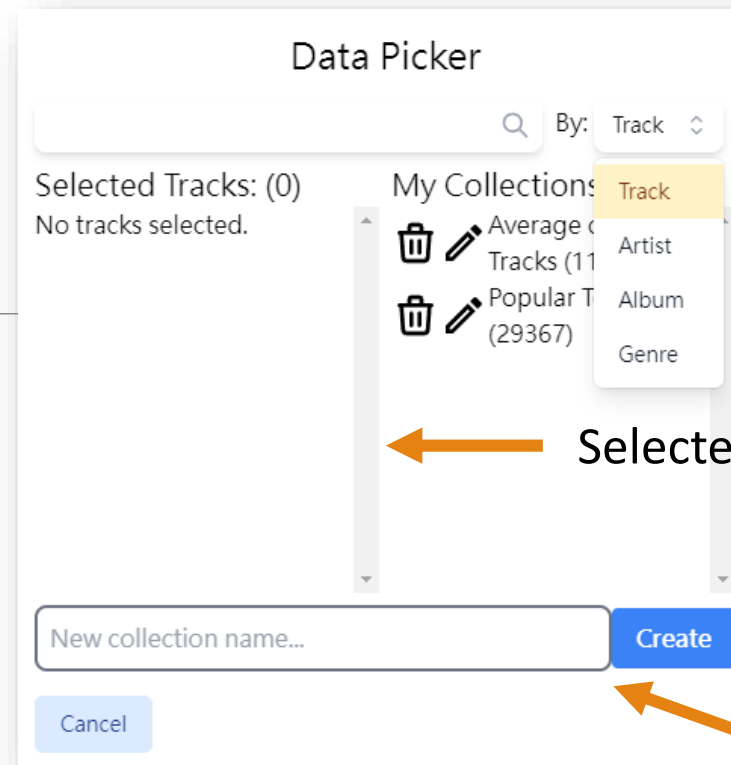 Data Picker
By: Track
Selected Tracks: (0)
My Collections
Track
No tracks selected.
Average
Tracks (11
Artist
Popular
(29367)
Album
Genre
New collection name...
Create
Cancel